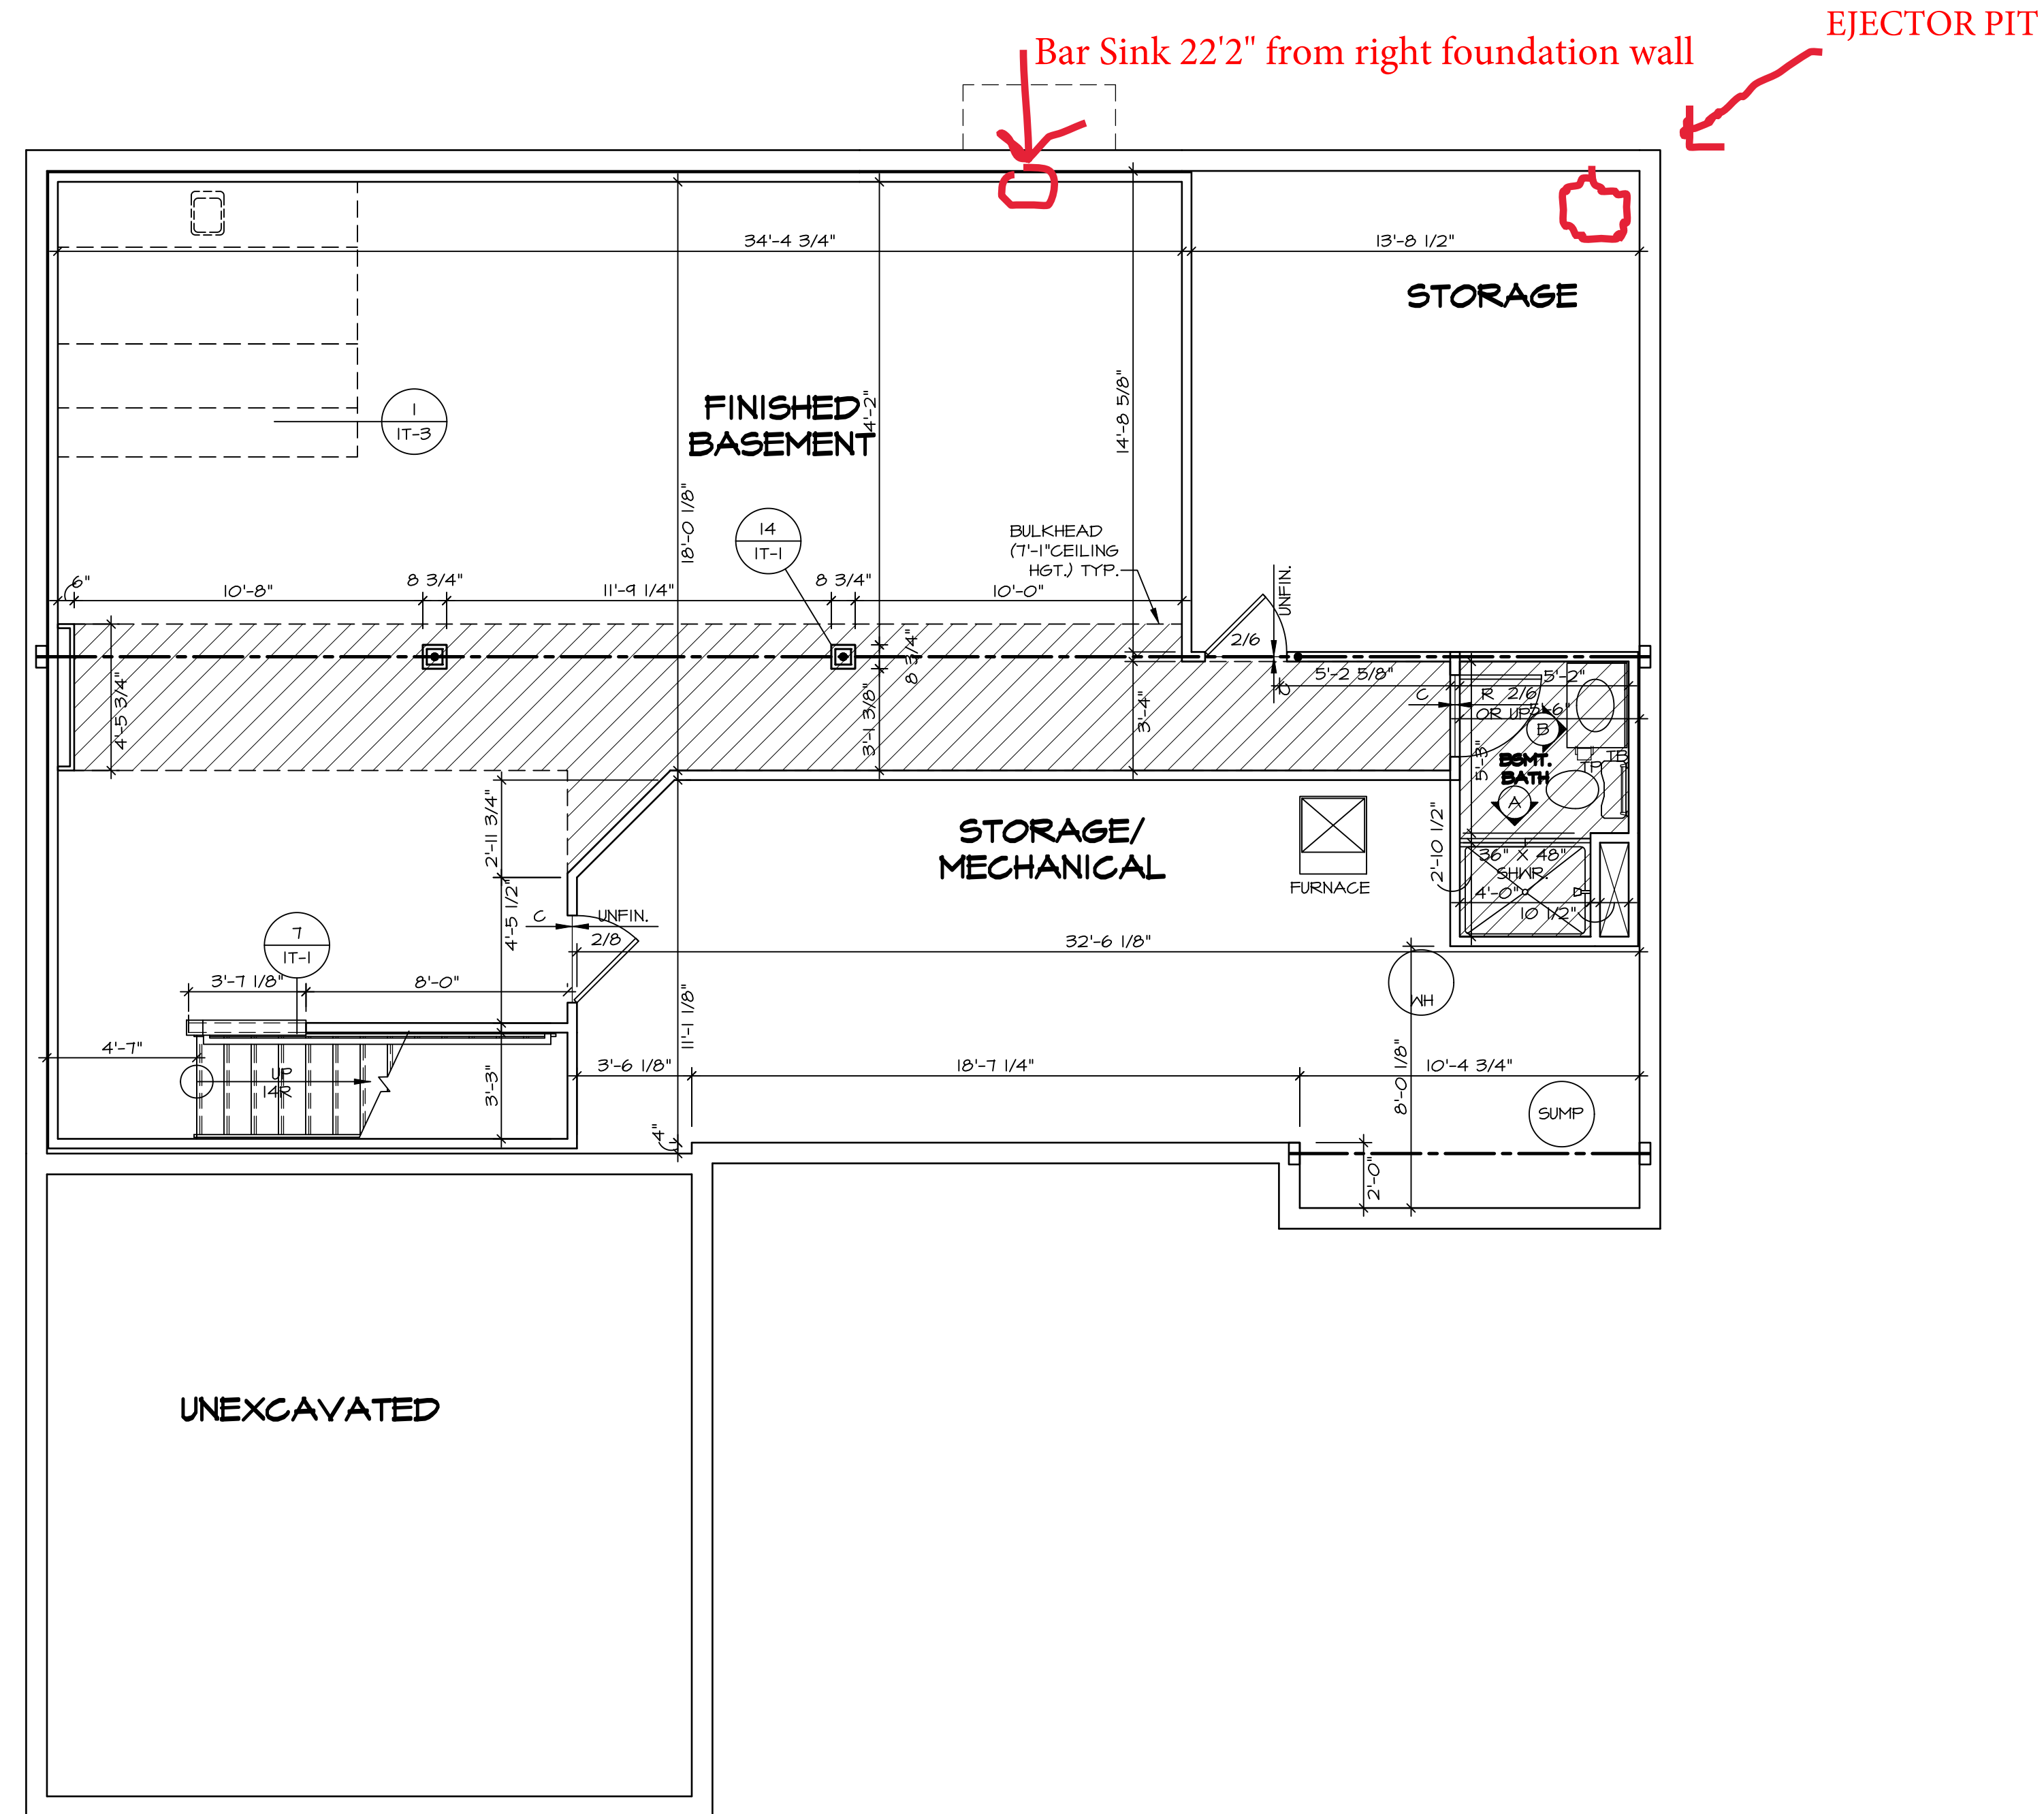 EJECTOR PIT
Bar Sink 22'2" from right foundation wall
34'-4 3/4"
13'-8 1/2"
STORAGE
FINISHED
BASEMENT
14'-8 5/8"
1
IT-3
18'-0 1/8"
14
IT-1
BULKHEAD
(7'-1"CEILING
HGT.) TYP.
UNFIN.
6"
10'-8"
8 3/4"
11'-9 1/4"
8 3/4"
10'-0"
2/6
8 3/4"
4'-5 3/4"
3'-1 3/8"
3'-4"
5'-2 5/8"
C
5'-2"
C
R 2/6
OR UP
5'-6"
B
5'-3"
BSMT.
BATH
TP
TB
A
2'-11 3/4"
STORAGE/
MECHANICAL
FURNACE
2'-10 1/2"
36" X 48"
SHWR.
4'-0"
10 1/2"
4'-5 1/2"
C
UNFIN.
2/8
32'-6 1/8"
7
IT-1
3'-7 1/8"
8'-0"
WH
11'-1 1/8"
4'-7"
UP
14R
3'-3"
3'-6 1/8"
18'-7 1/4"
10'-4 3/4"
8'-0 1/8"
SUMP
4"
2'-0"
UNEXCAVATED